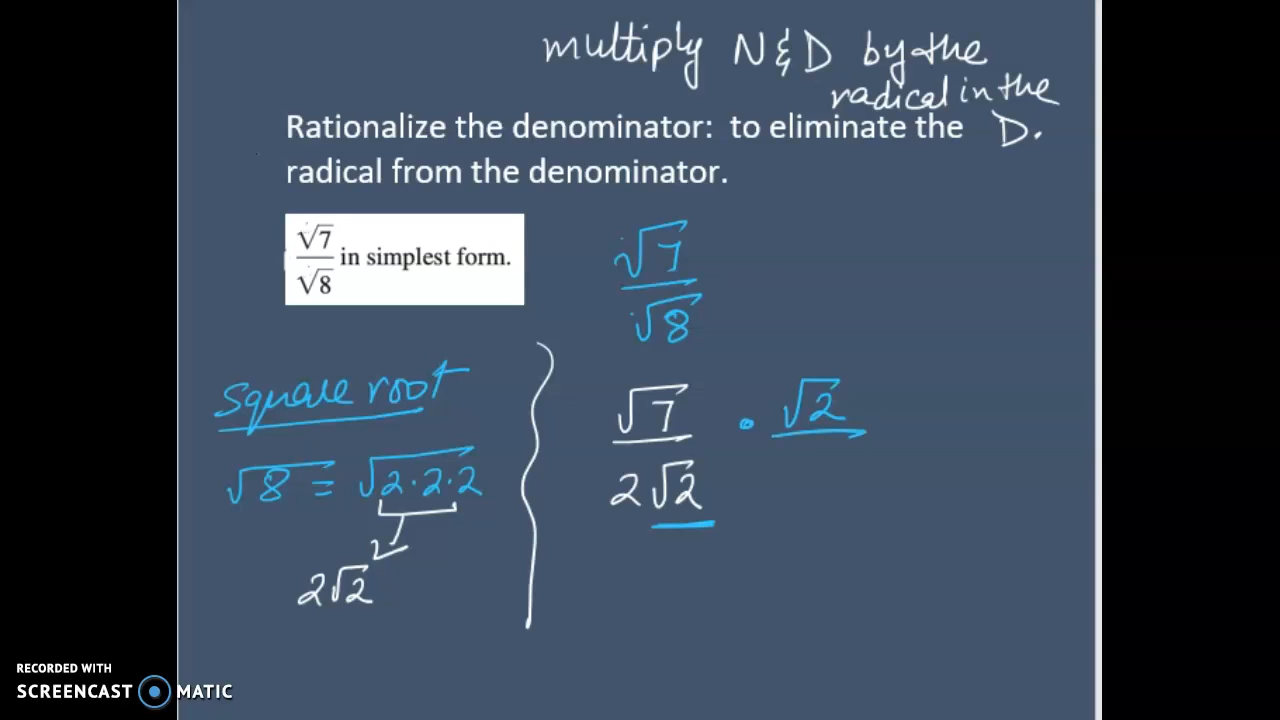 multiply N & D by the
radical in the
D.
Rationalize the denominator: to eliminate the
radical from the denominator.
√7
√8
in simplest form.
√7
√8
Square root
√8 = √2·2·2
2√2
√7 · √2
2√2
RECORDED WITH
SCREENCAST MATIC